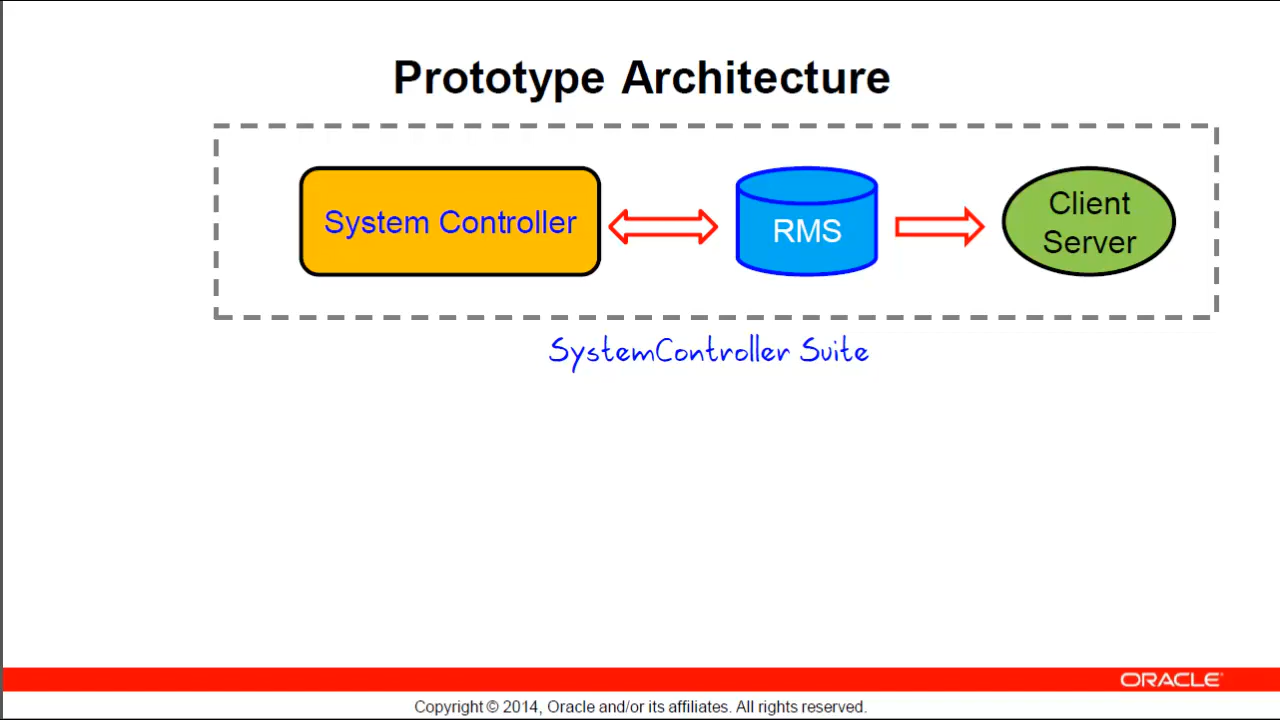 Prototype Architecture
System Controller
RMS
Client
Server
SystemController Suite
ORACLE
Copyright © 2014, Oracle and/or its affiliates. All rights reserved.